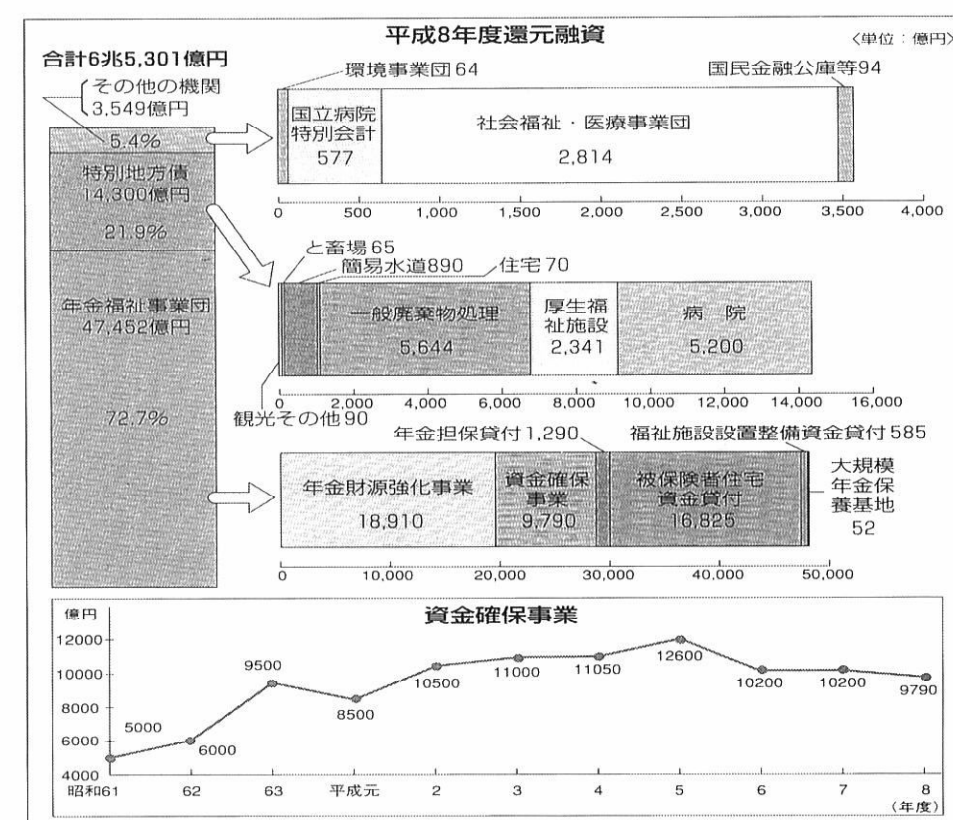 平成8年度還元融資
〈単位：億円〉
合計6兆5,301億円
その他の機関
3,549億円
5.4%
特別地方債
14,300億円
21.9%
年金福祉事業団
47,452億円
72.7%
環境事業団64
国民金融公庫等94
国立病院
特別会計
577
社会福祉・医療事業団
2,814
0 500 1,000 1,500 2,000 2,500 3,000 3,500 4,000
と畜場65
簡易水道890
住宅70
一般廃棄物処理
5,644
厚生福
祉施設
2,341
病院
5,200
0 2,000 4,000 6,000 8,000 10,000 12,000 14,000 16,000
観光その他90
年金担保貸付1,290
福祉施設設置整備資金貸付585
年金財源強化事業
18,910
資金確保
事業
9,790
被保険者住宅
資金貸付
16,825
大規模
年金保
養基地
52
0 10,000 20,000 30,000 40,000 50,000
資金確保事業
億円
12000
10000
8000
6000
4000
5000
6000
9500
8500
10500
11000
11050
12600
10200
10200
9790
昭和61 62 63 平成元 2 3 4 5 6 7 8
（年度）